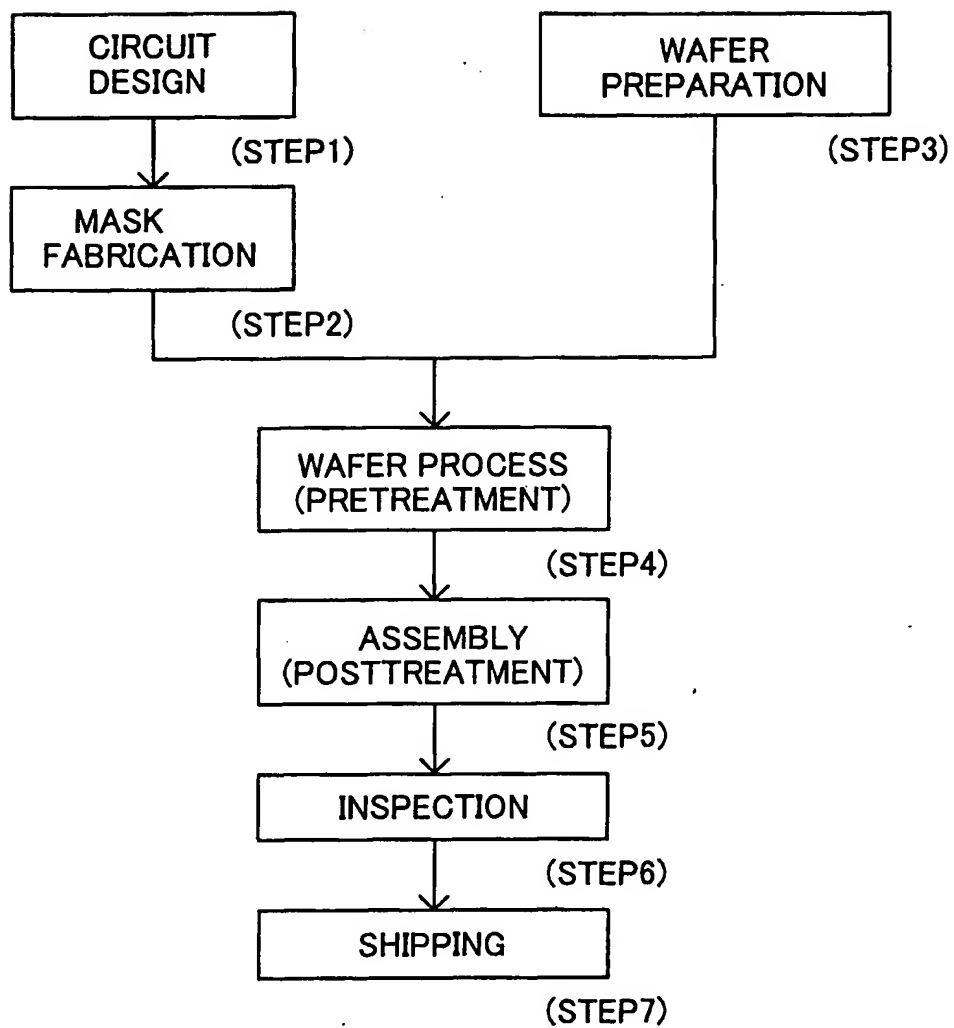 CIRCUIT
DESIGN
(STEP1)
MASK
FABRICATION
(STEP2)
WAFER
PREPARATION
(STEP3)
WAFER PROCESS
(PRETREATMENT)
(STEP4)
ASSEMBLY
(POSTTREATMENT)
(STEP5)
INSPECTION
(STEP6)
SHIPPING
(STEP7)